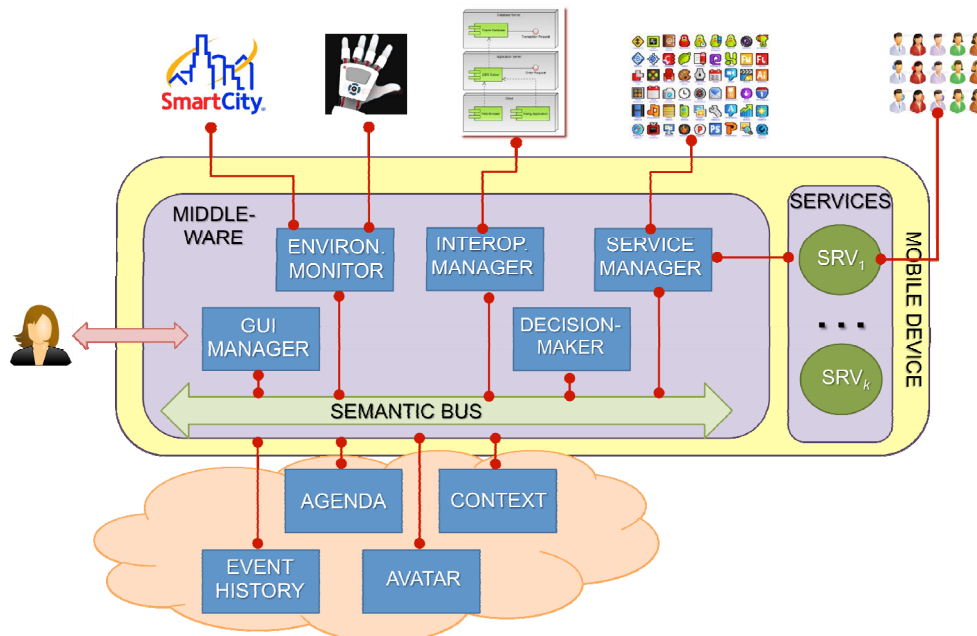 SmartCity®
MIDDLE-
WARE
ENVIRON.
MONITOR
INTEROP.
MANAGER
SERVICE
MANAGER
SERVICES
SRV1
...
SRVk
MOBILE DEVICE
GUI
MANAGER
DECISION-
MAKER
SEMANTIC BUS
AGENDA
CONTEXT
EVENT
HISTORY
AVATAR